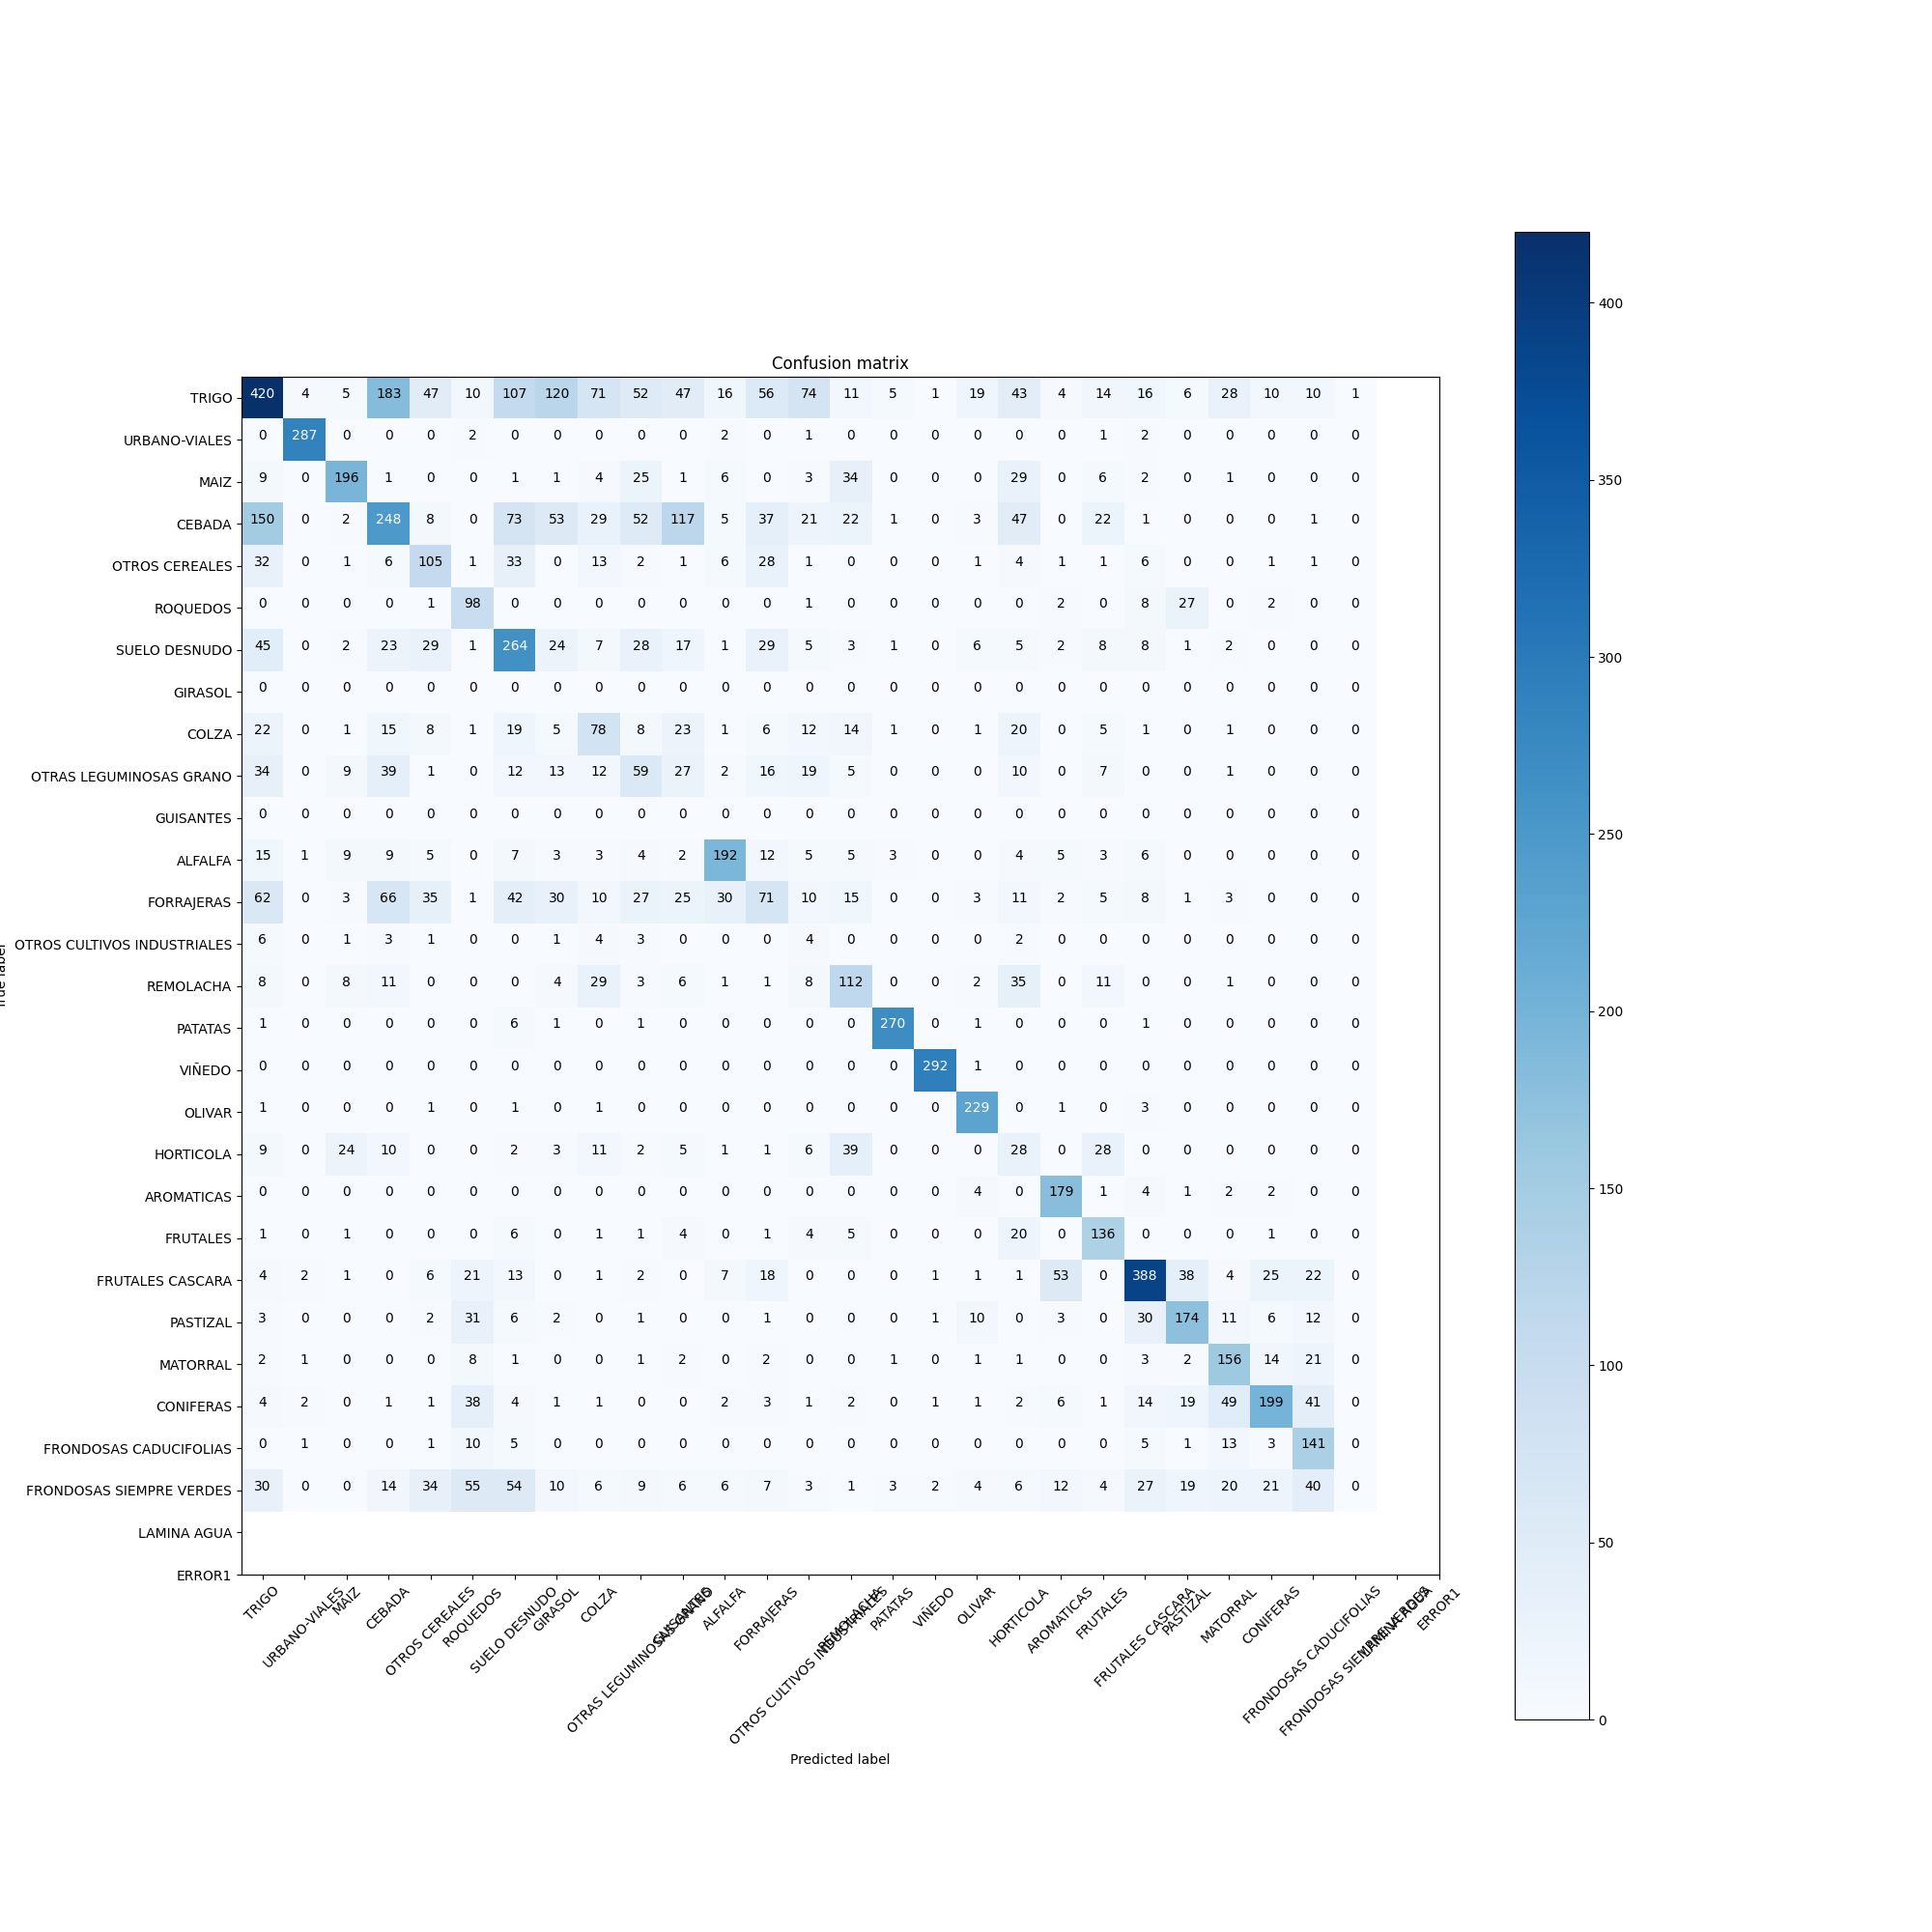 Confusion matrix
TRIGO 420 4 5 183 47 10 107 120 71 52 47 16 56 74 11 5 1 19 43 4 14 16 6 28 10 10 1
URBANO-VIALES 0 287 0 0 0 2 0 0 0 0 0 2 0 1 0 0 0 0 0 0 1 2 0 0 0 0 0
MAIZ 9 0 196 1 0 0 1 1 4 25 1 6 0 3 34 0 0 0 29 0 6 2 0 1 0 0 0
CEBADA 150 0 2 248 8 0 73 53 29 52 117 5 37 21 22 1 0 3 47 0 22 1 0 0 0 1 0
OTROS CEREALES 32 0 1 6 105 1 33 0 13 2 1 6 28 1 0 0 0 1 4 1 1 6 0 0 1 1 0
ROQUEDOS 0 0 0 0 1 98 0 0 0 0 0 0 0 1 0 0 0 0 0 2 0 8 27 0 2 0 0
SUELO DESNUDO 45 0 2 23 29 1 264 24 7 28 17 1 29 5 3 1 0 6 5 2 8 8 1 2 0 0 0
GIRASOL 0 0 0 0 0 0 0 0 0 0 0 0 0 0 0 0 0 0 0 0 0 0 0 0 0 0 0
COLZA 22 0 1 15 8 1 19 5 78 8 23 1 6 12 14 1 0 1 20 0 5 1 0 1 0 0 0
OTRAS LEGUMINOSAS GRANO 34 0 9 39 1 0 12 13 12 59 27 2 16 19 5 0 0 0 10 0 7 0 0 1 0 0 0
GUISANTES 0 0 0 0 0 0 0 0 0 0 0 0 0 0 0 0 0 0 0 0 0 0 0 0 0 0 0
ALFALFA 15 1 9 9 5 0 7 3 3 4 2 192 12 5 5 3 0 0 4 5 3 6 0 0 0 0 0
FORRAJERAS 62 0 3 66 35 1 42 30 10 27 25 30 71 10 15 0 0 3 11 2 5 8 1 3 0 0 0
OTROS CULTIVOS INDUSTRIALES 6 0 1 3 1 0 0 1 4 3 0 0 0 4 0 0 0 0 2 0 0 0 0 0 0 0 0
REMOLACHA 8 0 8 11 0 0 0 4 29 3 6 1 1 8 112 0 0 2 35 0 11 0 0 1 0 0 0
PATATAS 1 0 0 0 0 0 6 1 0 1 0 0 0 0 0 270 0 1 0 0 0 1 0 0 0 0 0
VIÑEDO 0 0 0 0 0 0 0 0 0 0 0 0 0 0 0 0 292 1 0 0 0 0 0 0 0 0 0
OLIVAR 1 0 0 0 1 0 1 0 1 0 0 0 0 0 0 0 0 229 0 1 0 3 0 0 0 0 0
HORTICOLA 9 0 24 10 0 0 2 3 11 2 5 1 1 6 39 0 0 0 28 0 28 0 0 0 0 0 0
AROMATICAS 0 0 0 0 0 0 0 0 0 0 0 0 0 0 0 0 0 4 0 179 1 4 1 2 2 0 0
FRUTALES 1 0 1 0 0 0 6 0 1 1 4 0 1 4 5 0 0 0 20 0 136 0 0 0 1 0 0
FRUTALES CASCARA 4 2 1 0 6 21 13 0 1 2 0 7 18 0 0 0 1 1 1 53 0 388 38 4 25 22 0
PASTIZAL 3 0 0 0 2 31 6 2 0 1 0 0 1 0 0 0 1 10 0 3 0 30 174 11 6 12 0
MATORRAL 2 1 0 0 0 8 1 0 0 1 2 0 2 0 0 1 0 1 1 0 0 3 2 156 14 21 0
CONIFERAS 4 2 0 1 1 38 4 1 1 0 0 2 3 1 2 0 1 1 2 6 1 14 19 49 199 41 0
FRONDOSAS CADUCIFOLIAS 0 1 0 0 1 10 5 0 0 0 0 0 0 0 0 0 0 0 0 0 0 5 1 13 3 141 0
FRONDOSAS SIEMPRE VERDES 30 0 0 14 34 55 54 10 6 9 6 6 7 3 1 3 2 4 6 12 4 27 19 20 21 40 0
LAMINA AGUA
ERROR1
TRIGO
URBANO-VIALES
MAIZ
CEBADA
OTROS CEREALES
ROQUEDOS
SUELO DESNUDO
GIRASOL
COLZA
OTRAS LEGUMINOSAS GRANO
GUISANTES
ALFALFA
FORRAJERAS
OTROS CULTIVOS INDUSTRIALES
REMOLACHA
PATATAS
VIÑEDO
OLIVAR
HORTICOLA
AROMATICAS
FRUTALES
FRUTALES CASCARA
PASTIZAL
MATORRAL
CONIFERAS
FRONDOSAS CADUCIFOLIAS
FRONDOSAS SIEMPRE VERDES
LAMINA AGUA
ERROR1
Predicted label
400
350
300
250
200
150
100
50
0